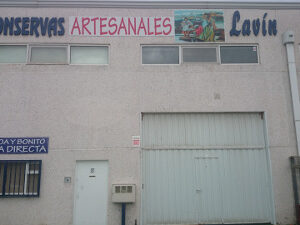 ONSERVAS ARTESANALES Lavín
DA Y BONITO
A DIRECTA